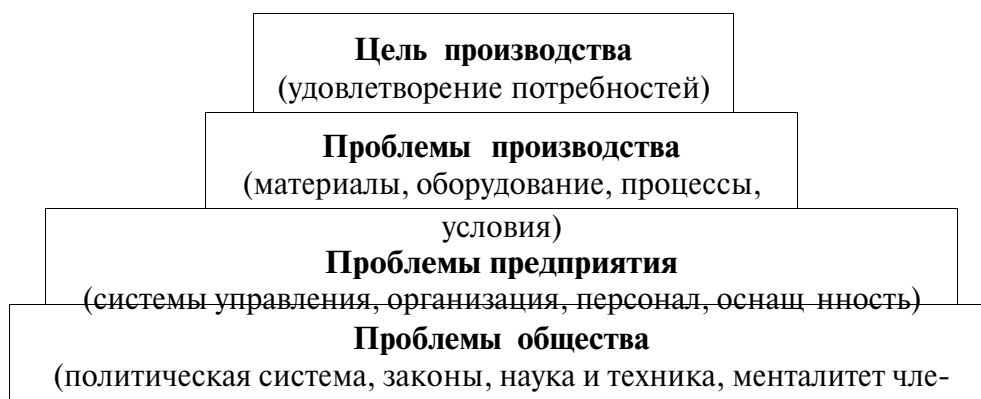 Цель производства
(удовлетворение потребностей)
Проблемы производства
(материалы, оборудование, процессы,
условия)
Проблемы предприятия
(системы управления, организация, персонал, оснащ нность)
Проблемы общества
(политическая система, законы, наука и техника, менталитет чле-